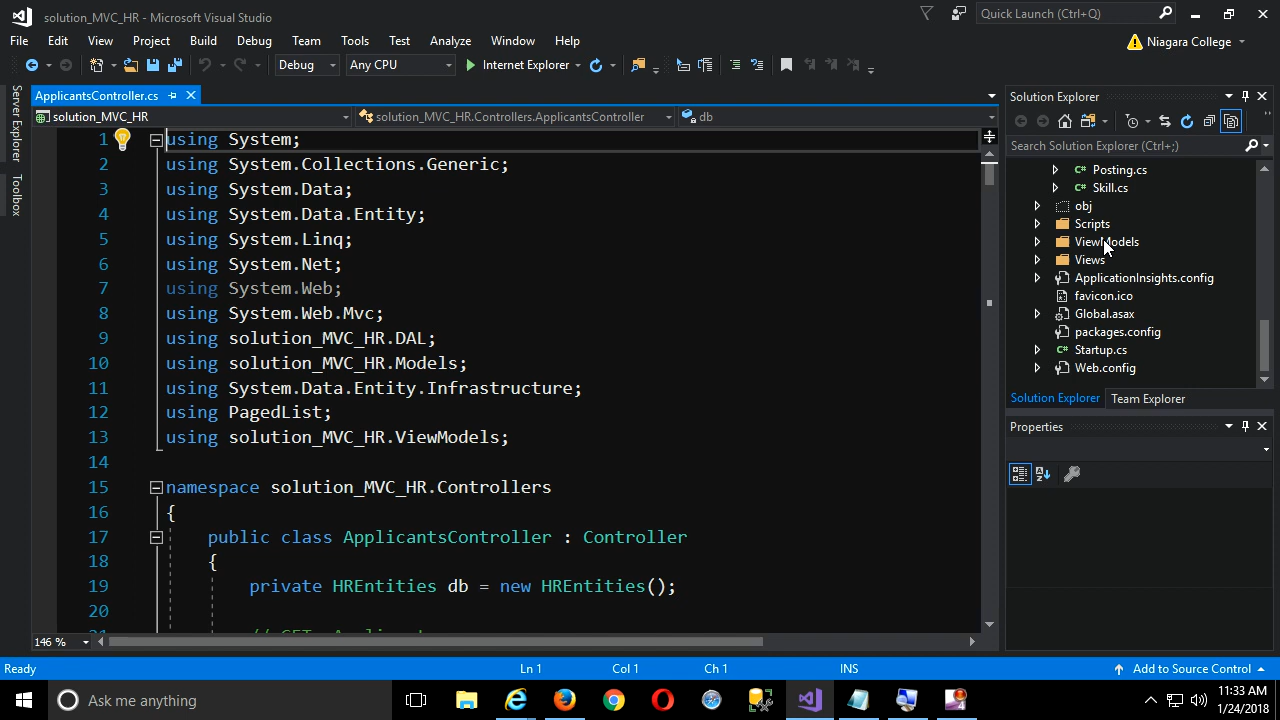 solution_MVC_HR - Microsoft Visual Studio
Quick Launch (Ctrl+Q)
File Edit View Project Build Debug Team Tools Test Analyze Window Help
Niagara College
Debug Any CPU Internet Explorer
Server Explorer
Toolbox
ApplicantsController.cs
solution_MVC_HR solution_MVC_HR.Controllers.ApplicantsController db
1 using System;
2 using System.Collections.Generic;
3 using System.Data;
4 using System.Data.Entity;
5 using System.Linq;
6 using System.Net;
7 using System.Web;
8 using System.Web.Mvc;
9 using solution_MVC_HR.DAL;
10 using solution_MVC_HR.Models;
11 using System.Data.Entity.Infrastructure;
12 using PagedList;
13 using solution_MVC_HR.ViewModels;
14
15 namespace solution_MVC_HR.Controllers
16 {
17 public class ApplicantsController : Controller
18 {
19 private HREntities db = new HREntities();
20
146 %
Solution Explorer
Search Solution Explorer (Ctrl+;)
C# Posting.cs
C# Skill.cs
obj
Scripts
ViewModels
Views
ApplicationInsights.config
favicon.ico
Global.asax
packages.config
C# Startup.cs
Web.config
Solution Explorer Team Explorer
Properties
Ready Ln 1 Col 1 Ch 1 INS Add to Source Control
Ask me anything
11:33 AM
1/24/2018